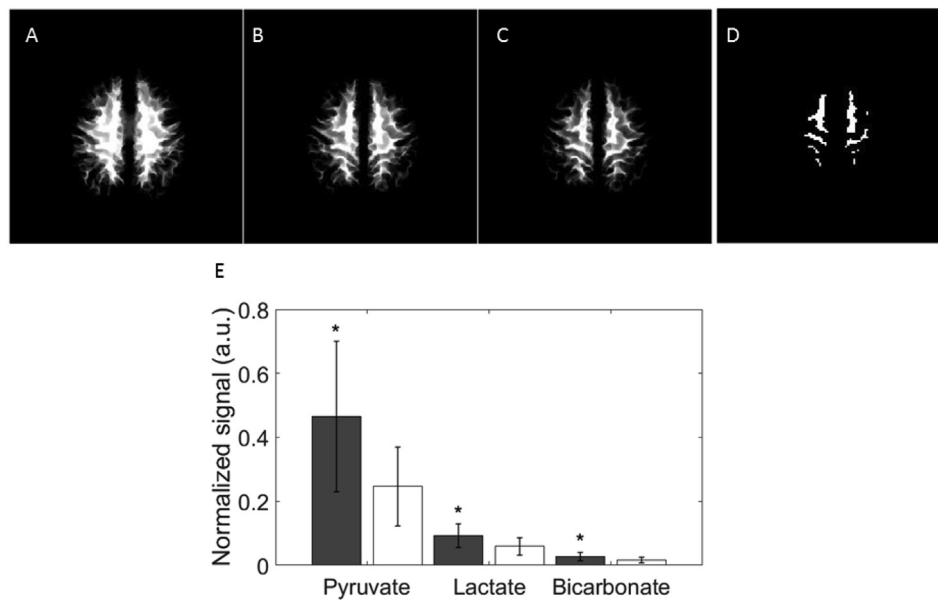 A
B
C
D
E
Normalized signal (a.u.)
0.8
0.6
0.4
0.2
0
*
*
*
Pyruvate
Lactate
Bicarbonate